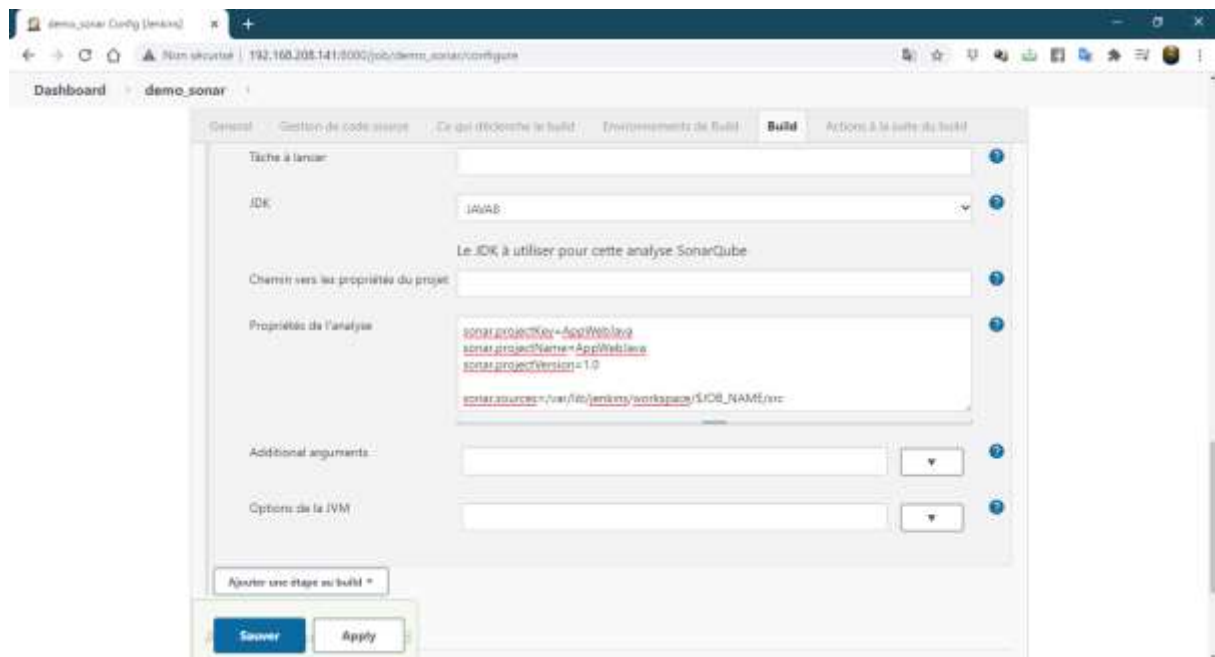 demo_sonar Config [Jenkins]
Non sécurisé | 192.168.208.141:8080/job/demo_sonar/configure
Dashboard
demo_sonar
General
Gestion de code source
Ce qui déclenche le build
Environnements de Build
Build
Actions à la suite du build
Tâche à lancer
JDK
JAVA8
Le JDK à utiliser pour cette analyse SonarQube
Chemin vers les propriétés du projet
Propriétés de l'analyse
sonar.projectKey=AppWebJava
sonar.projectName=AppWebJava
sonar.projectVersion=1.0
sonar.sources=/var/lib/jenkins/workspace/$JOB_NAME/src
Additional arguments
Options de la JVM
Ajouter une étape au build
Sauver
Apply